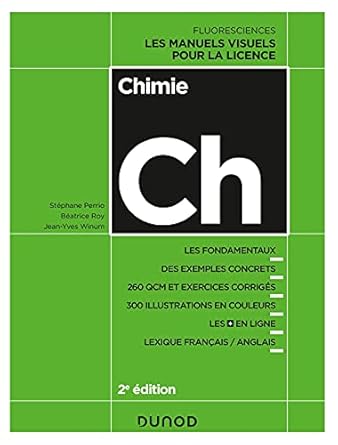 FLUORESCIENCES
LES MANUELS VISUELS
POUR LA LICENCE
Chimie
Ch
Stéphane Perrio
Béatrice Roy
Jean-Yves Winum
LES FONDAMENTAUX
DES EXEMPLES CONCRETS
260 QCM ET EXERCICES CORRIGÉS
300 ILLUSTRATIONS EN COULEURS
LES + EN LIGNE
LEXIQUE FRANÇAIS / ANGLAIS
2e édition
DUNOD